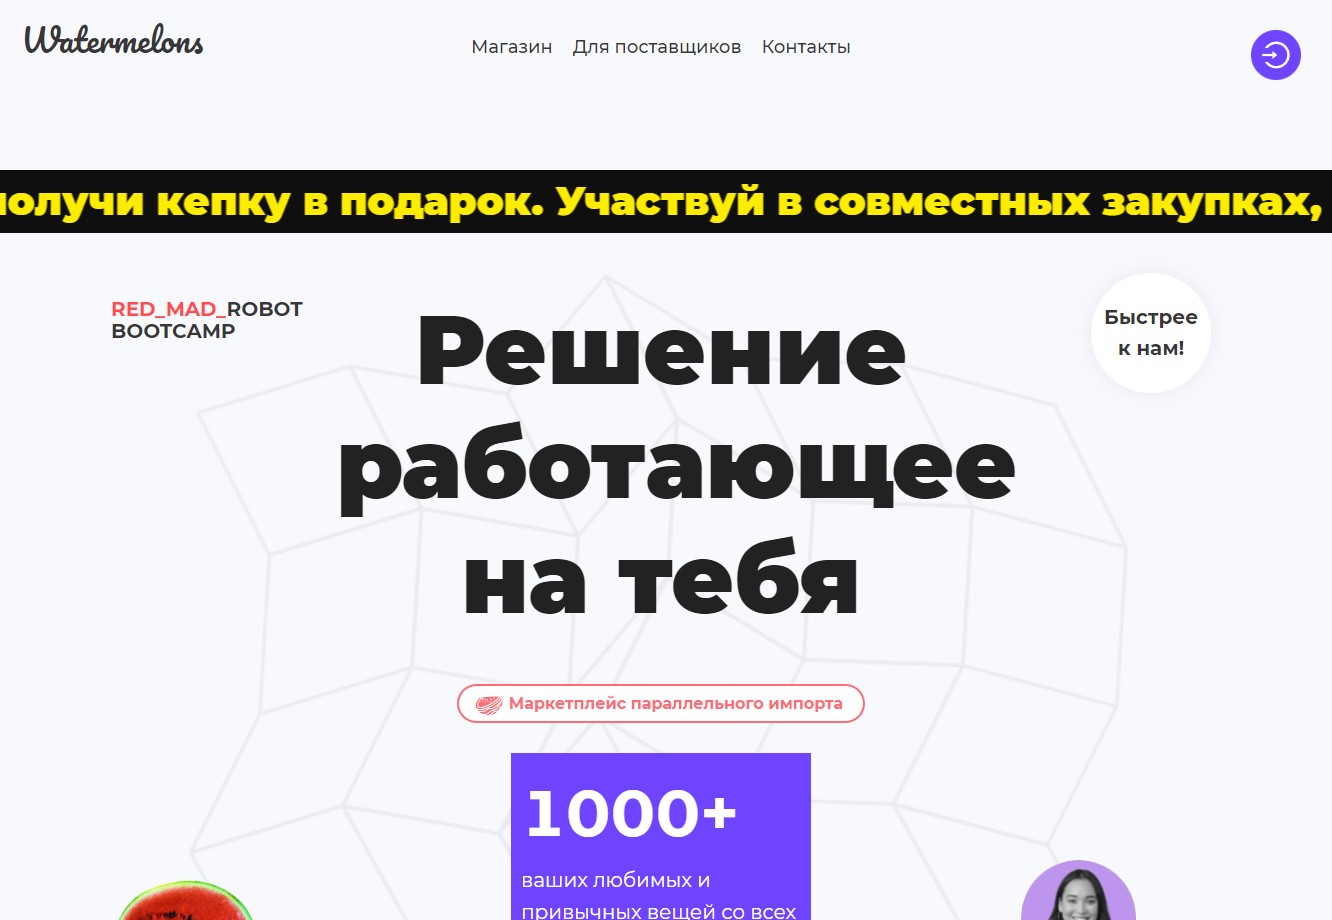 Watermelons
Магазин Для поставщиков Контакты
получи кепку в подарок. Участвуй в совместных закупках,
RED_MAD_ROBOT
BOOTCAMP
Быстрее
к нам!
Решение
работающее
на тебя
Маркетплейс параллельного импорта
1000+
ваших любимых и
привычных вещей со всех